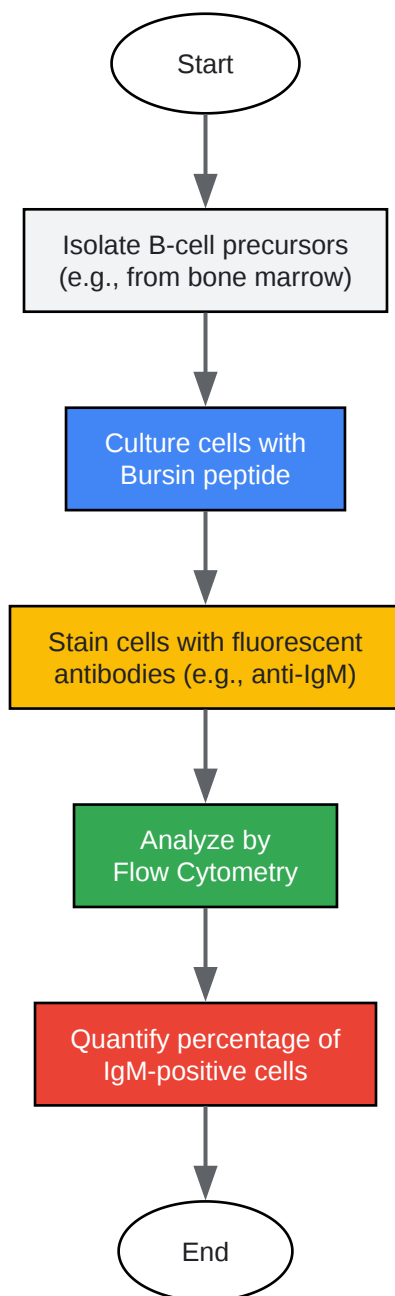 Start
Isolate B-cell precursors
(e.g., from bone marrow)
Culture cells with
Bursin peptide
Stain cells with fluorescent
antibodies (e.g., anti-IgM)
Analyze by
Flow Cytometry
Quantify percentage of
IgM-positive cells
End